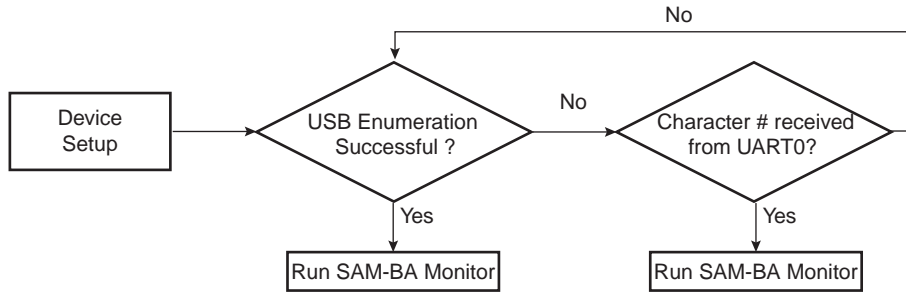 No
Device
Setup
USB Enumeration
Successful ?
No
Character # received
from UART0?
Yes
Yes
Run SAM-BA Monitor
Run SAM-BA Monitor